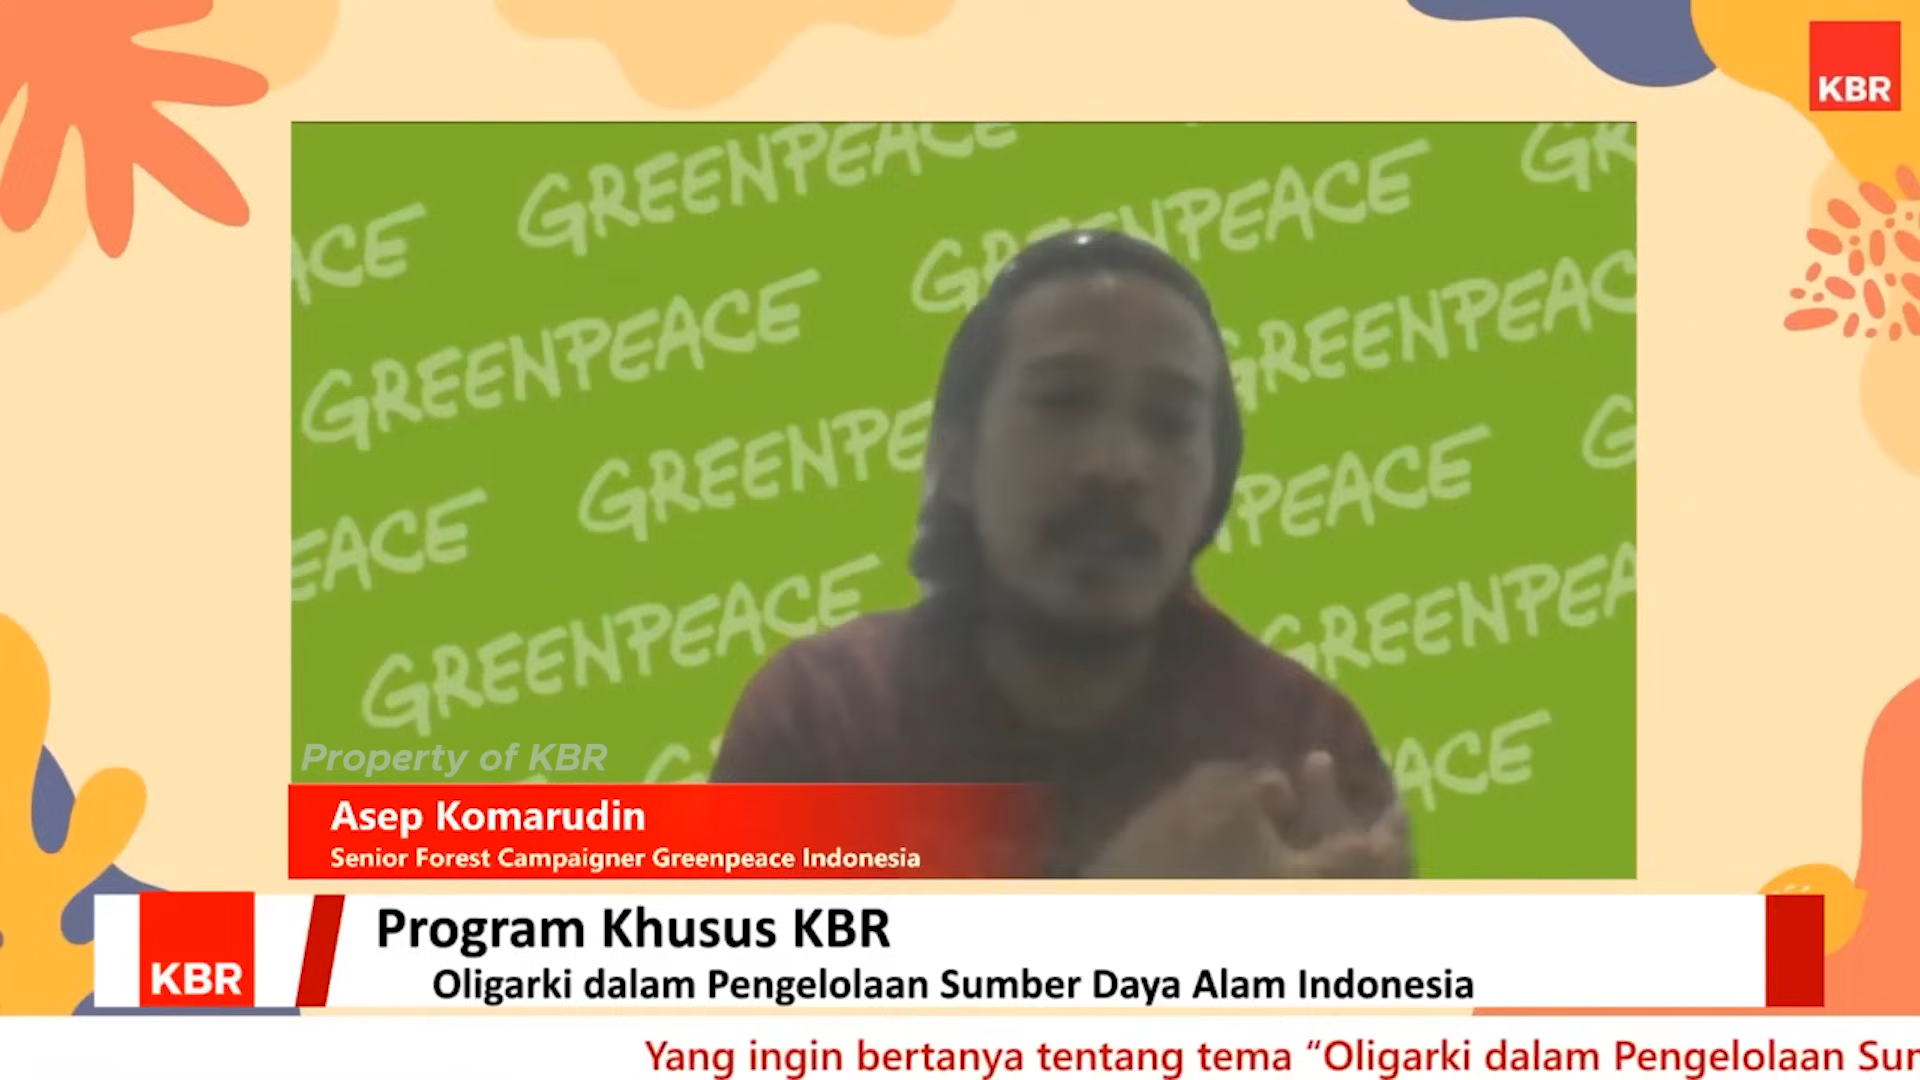 KBR
GREENPEACE
GREENPEACE
GREENPEACE
GREENPEACE
GREENPEACE
Property of KBR
Asep Komarudin
Senior Forest Campaigner Greenpeace Indonesia
Program Khusus KBR
KBR
Oligarki dalam Pengelolaan Sumber Daya Alam Indonesia
Yang ingin bertanya tentang tema “Oligarki dalam Pengelolaan Sum